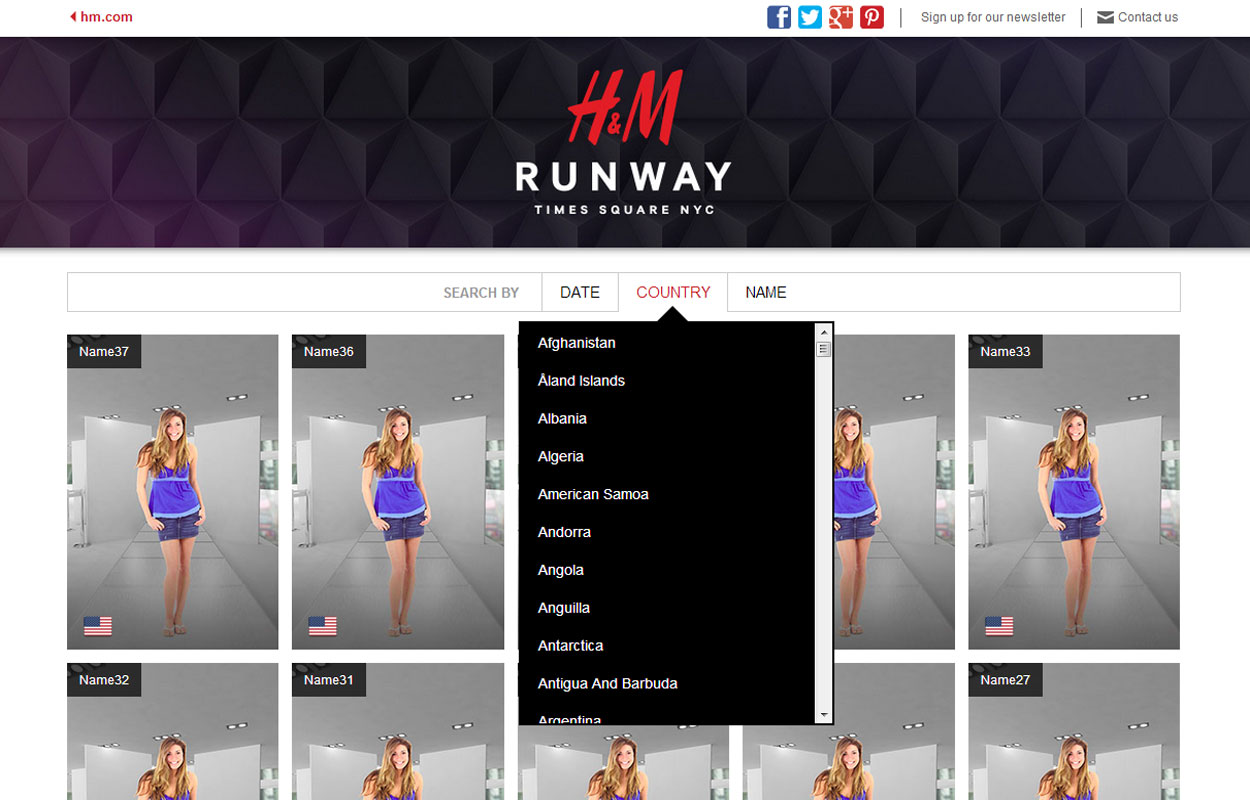 hm.com
Sign up for our newsletter
Contact us
H&M
RUNWAY
TIMES SQUARE NYC
SEARCH BY
DATE
COUNTRY
NAME
Name37
Name36
Name33
Afghanistan
Åland Islands
Albania
Algeria
American Samoa
Andorra
Angola
Anguilla
Antarctica
Antigua And Barbuda
Argentina
Name32
Name31
Name27